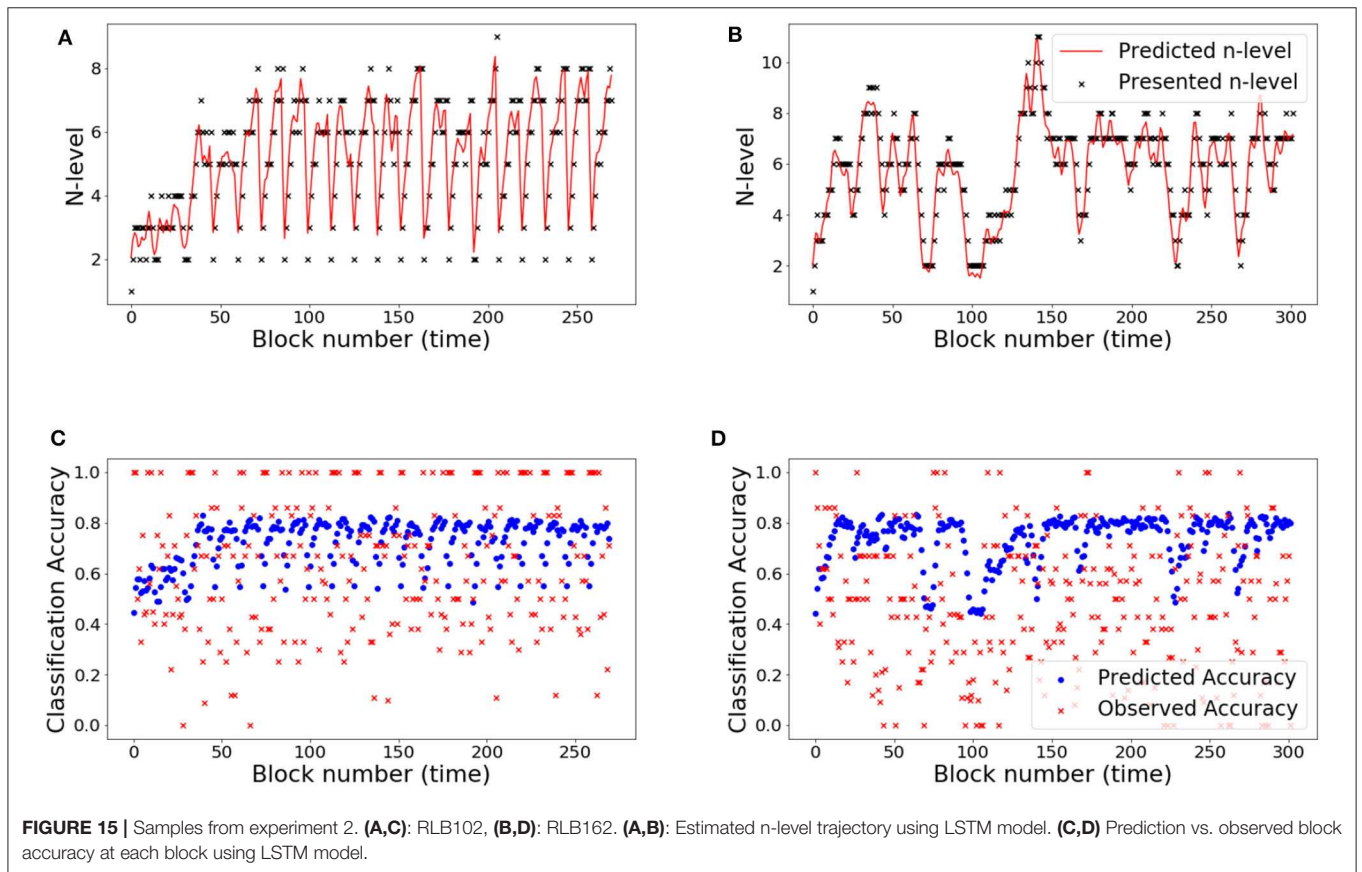 A
8
6
4
2
N-level
0
50
100
150
200
250
Block number (time)
B
10
8
6
4
2
N-level
Predicted n-level
Presented n-level
0
50
100
150
200
250
300
Block number (time)
C
1.0
0.8
0.6
0.4
0.2
0.0
Classification Accuracy
0
50
100
150
200
250
Block number (time)
D
1.0
0.8
0.6
0.4
0.2
0.0
Classification Accuracy
Predicted Accuracy
Observed Accuracy
0
50
100
150
200
250
300
Block number (time)
FIGURE 15 | Samples from experiment 2. (A,C): RLB102, (B,D): RLB162. (A,B): Estimated n-level trajectory using LSTM model. (C,D) Prediction vs. observed block
accuracy at each block using LSTM model.